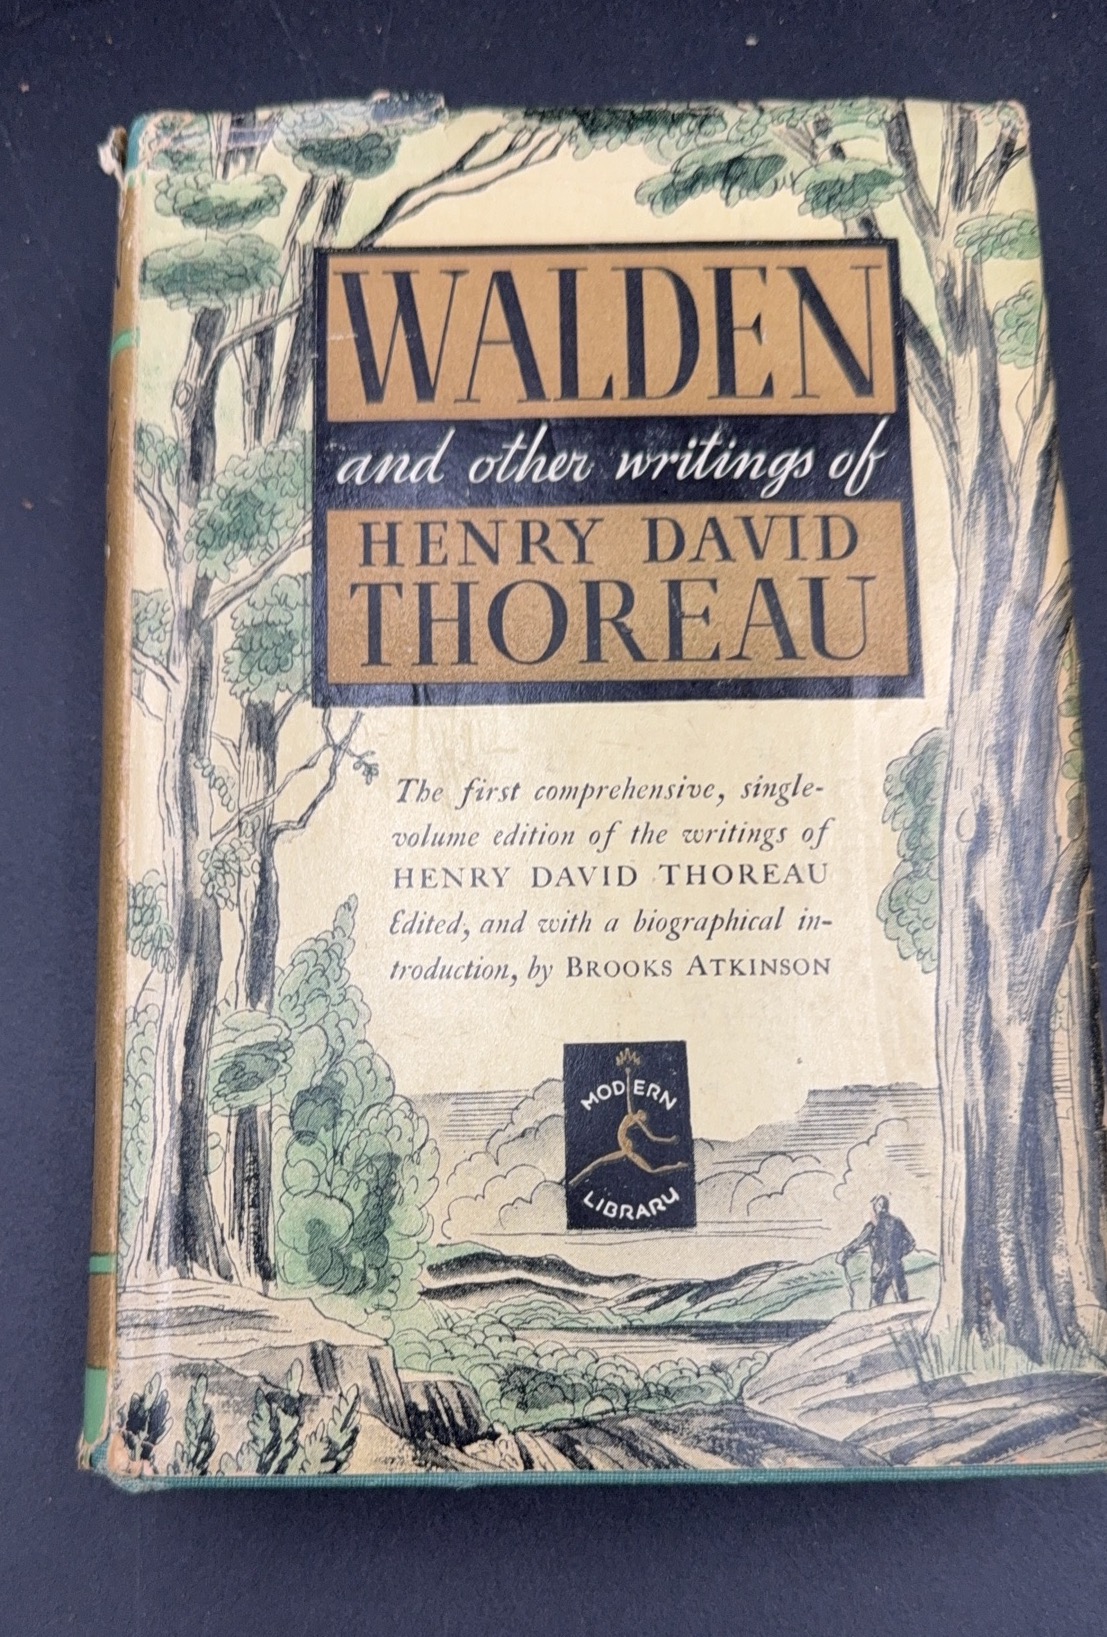 WALDEN
and other writings of
HENRY DAVID
THOREAU
The first comprehensive, single-
volume edition of the writings of
HENRY DAVID THOREAU
Edited, and with a biographical in-
troduction, by BROOKS ATKINSON
MODERN
LIBRARY